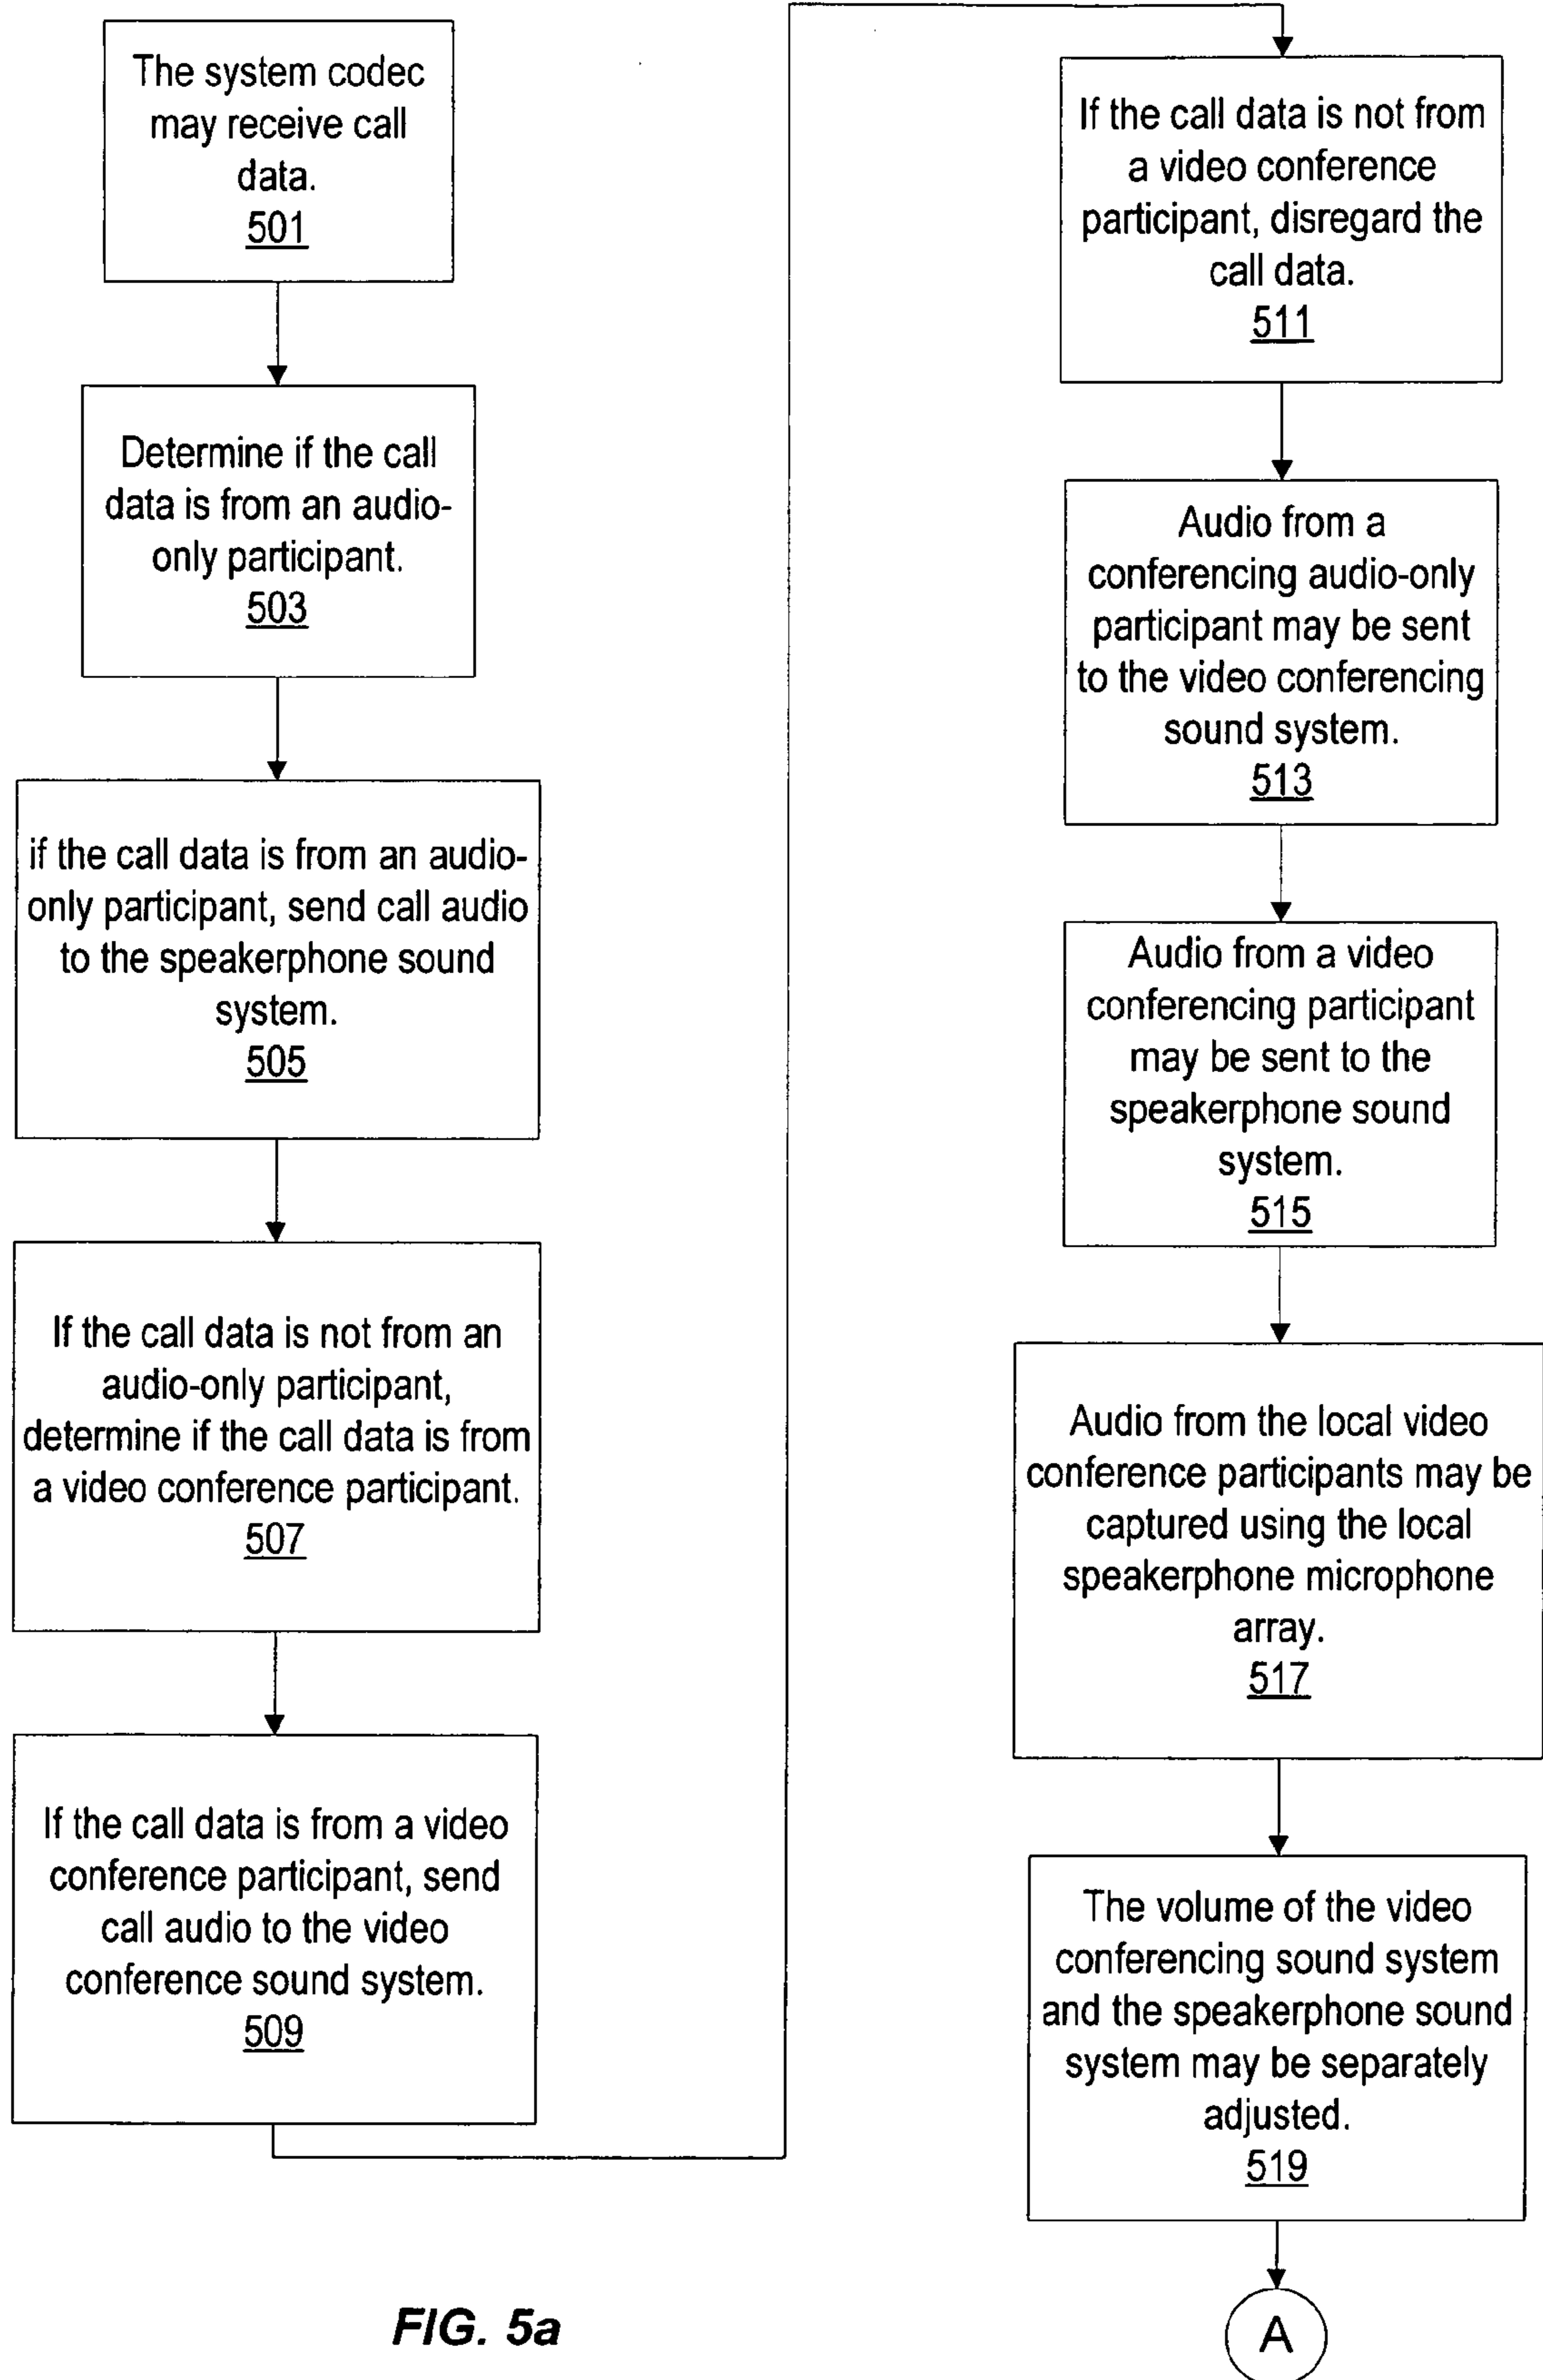 The system codec
may receive call
data.
501
Determine if the call
data is from an audio-
only participant.
503
if the call data is from an audio-
only participant, send call audio
to the speakerphone sound
system.
505
If the call data is not from an
audio-only participant,
determine if the call data is from
a video conference participant.
507
If the call data is from a video
conference participant, send
call audio to the video
conference sound system.
509
If the call data is not from
a video conference
participant, disregard the
call data.
511
Audio from a
conferencing audio-only
participant may be sent
to the video conferencing
sound system.
513
Audio from a video
conferencing participant
may be sent to the
speakerphone sound
system.
515
Audio from the local video
conference participants may be
captured using the local
speakerphone microphone
array.
517
The volume of the video
conferencing sound system
and the speakerphone sound
system may be separately
adjusted.
519
A
FIG. 5a